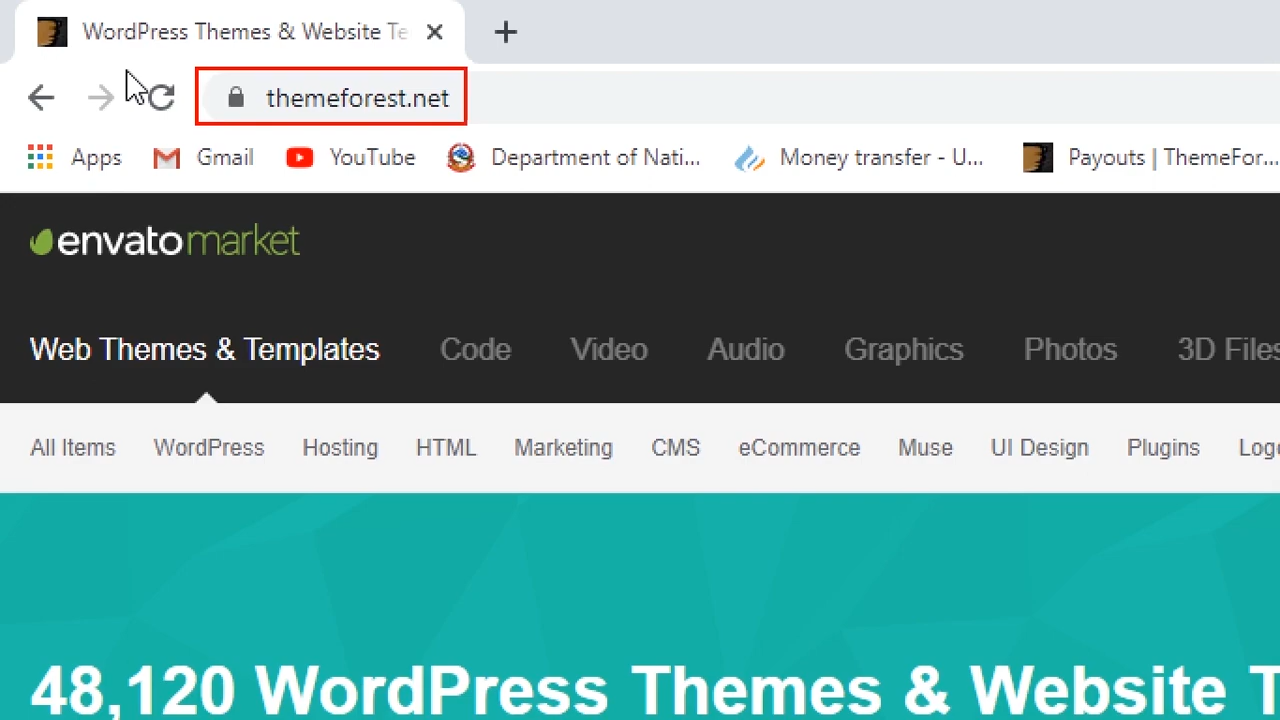 WordPress Themes & Website Te
themeforest.net
Apps Gmail YouTube Department of Nati... Money transfer - U... Payouts | ThemeFor...
envato market
Web Themes & Templates Code Video Audio Graphics Photos 3D Files
All Items WordPress Hosting HTML Marketing CMS eCommerce Muse UI Design Plugins Logo
48,120 WordPress Themes & Website T